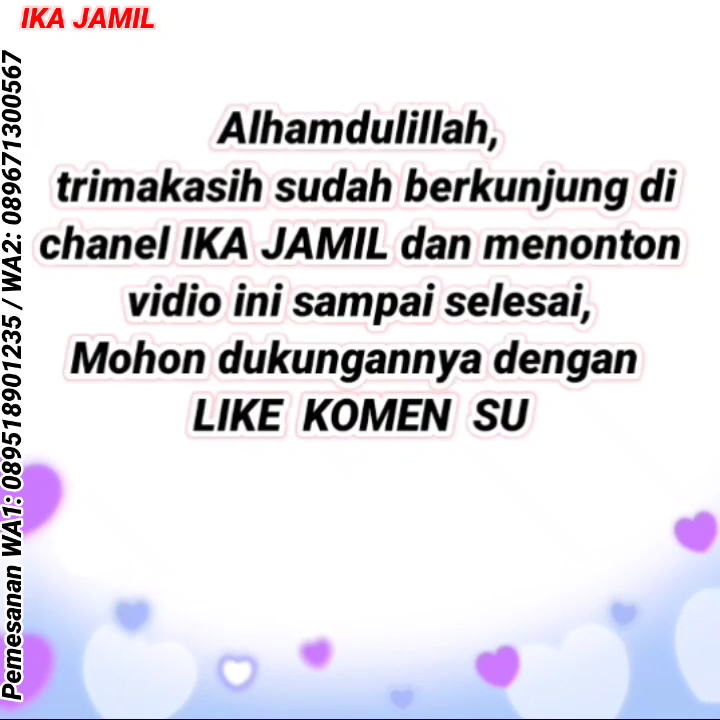 IKA JAMIL
Alhamdulillah,
trimakasih sudah berkunjung di
chanel IKA JAMIL dan menonton
vidio ini sampai selesai,
Mohon dukungannya dengan
LIKE KOMEN SU
Pemesanan WA1: 089518901235 / WA2: 089671300567